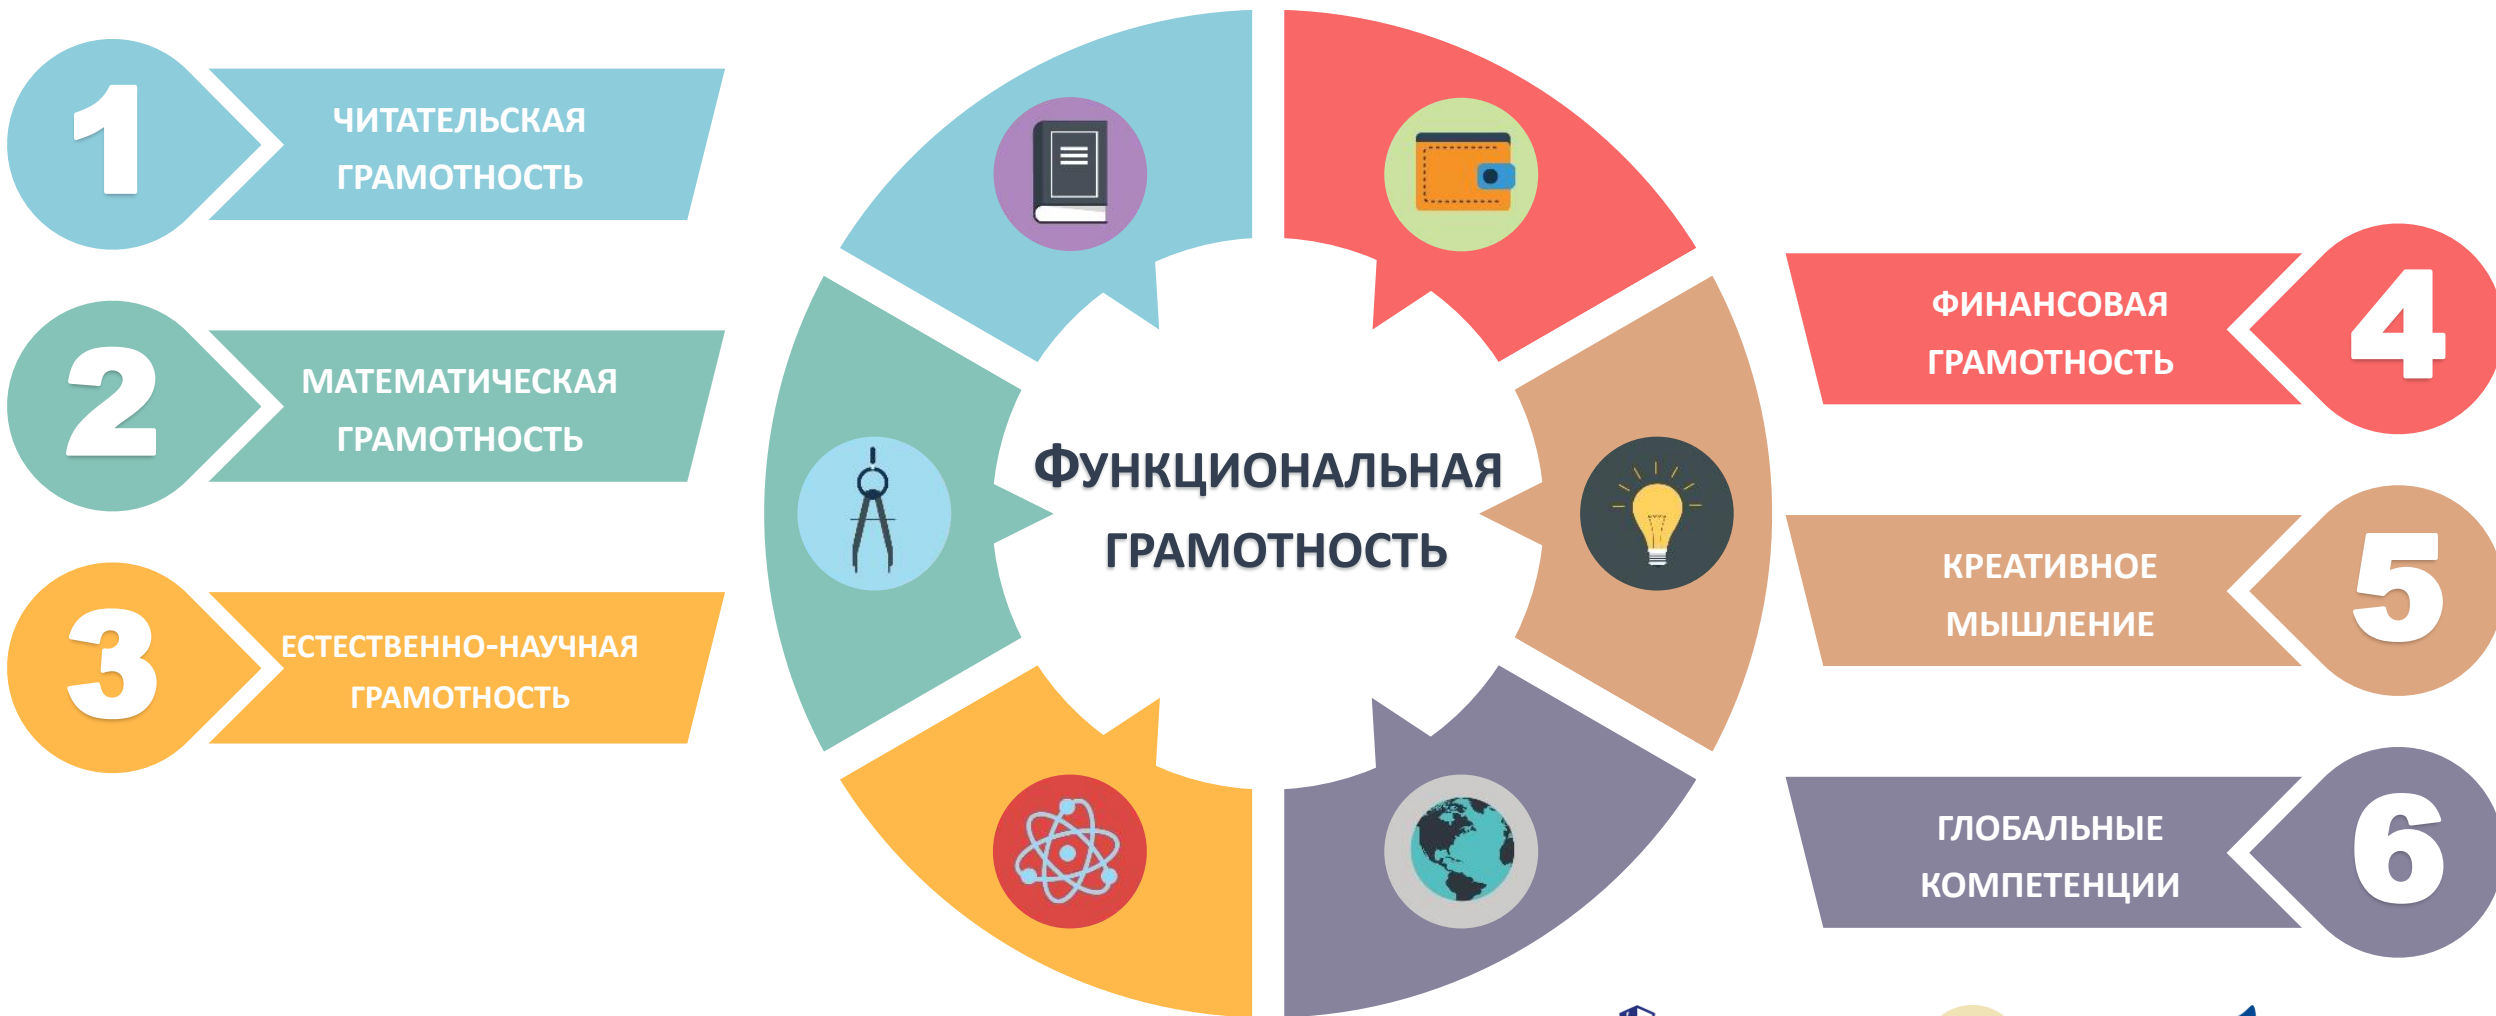 1
ЧИТАТЕЛЬСКАЯ
ГРАМОТНОСТЬ
2
МАТЕМАТИЧЕСКАЯ
ГРАМОТНОСТЬ
3
ЕСТЕСТВЕННО-НАУЧНАЯ
ГРАМОТНОСТЬ
ФУНКЦИОНАЛЬНАЯ
ГРАМОТНОСТЬ
4
ФИНАНСОВАЯ
ГРАМОТНОСТЬ
5
КРЕАТИВНОЕ
МЫШЛЕНИЕ
6
ГЛОБАЛЬНЫЕ
КОМПЕТЕНЦИИ